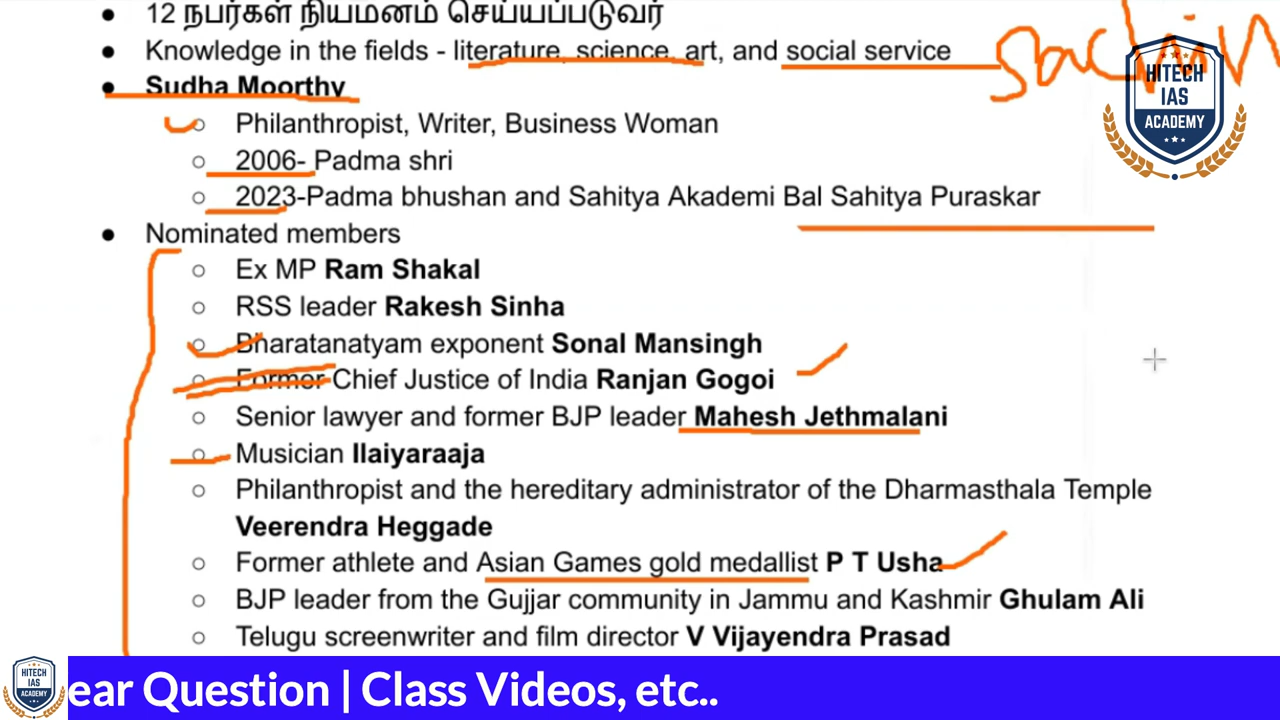 12 நபர்கள் நியமனம் செய்யப்படுவர்
Knowledge in the fields - literature, science, art, and social service
sachin
HITECH
IAS
ACADEMY
Sudha Moorthy
Philanthropist, Writer, Business Woman
2006- Padma shri
2023-Padma bhushan and Sahitya Akademi Bal Sahitya Puraskar
Nominated members
Ex MP Ram Shakal
RSS leader Rakesh Sinha
Bharatanatyam exponent Sonal Mansingh
Former Chief Justice of India Ranjan Gogoi
Senior lawyer and former BJP leader Mahesh Jethmalani
Musician Ilaiyaraaja
Philanthropist and the hereditary administrator of the Dharmasthala Temple
Veerendra Heggade
Former athlete and Asian Games gold medallist P T Usha
BJP leader from the Gujjar community in Jammu and Kashmir Ghulam Ali
Telugu screenwriter and film director V Vijayendra Prasad
HITECH
IAS
ACADEMY
ear Question | Class Videos, etc..